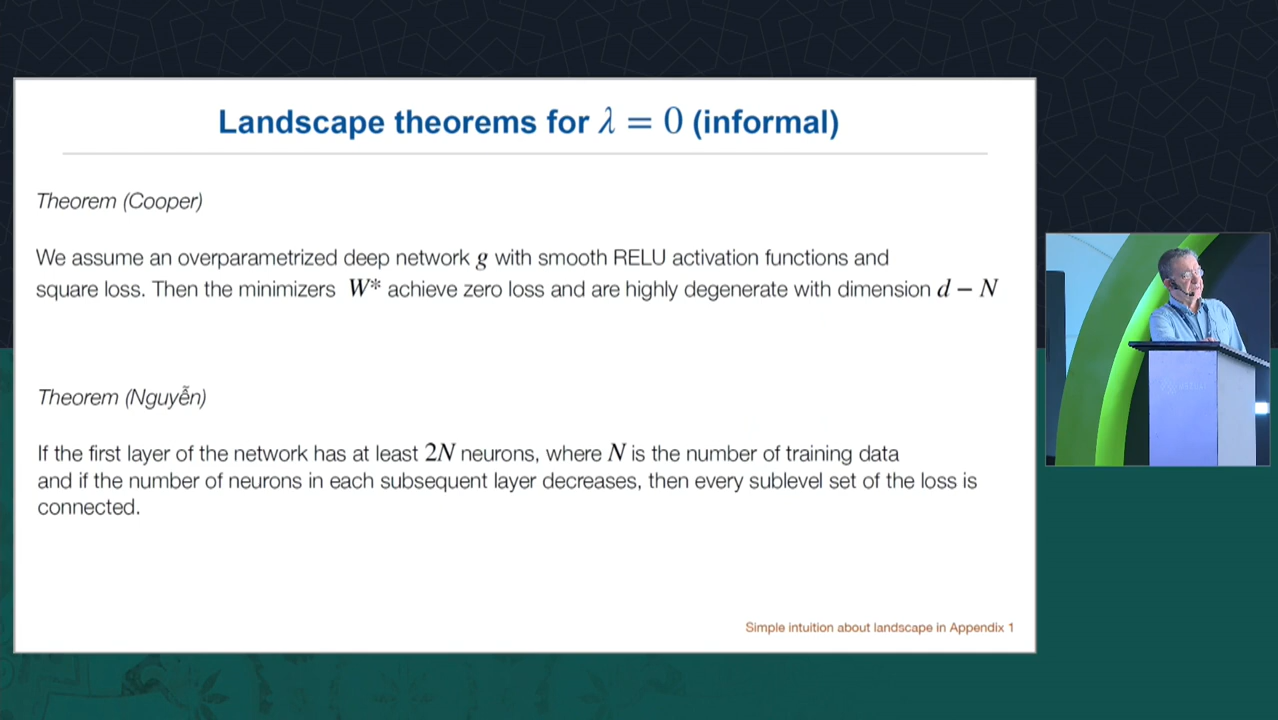 Landscape theorems for λ = 0 (informal)
Theorem (Cooper)
We assume an overparametrized deep network g with smooth RELU activation functions and
square loss. Then the minimizers W* achieve zero loss and are highly degenerate with dimension d − N
Theorem (Nguyễn)
If the first layer of the network has at least 2N neurons, where N is the number of training data
and if the number of neurons in each subsequent layer decreases, then every sublevel set of the loss is
connected.
Simple intuition about landscape in Appendix 1